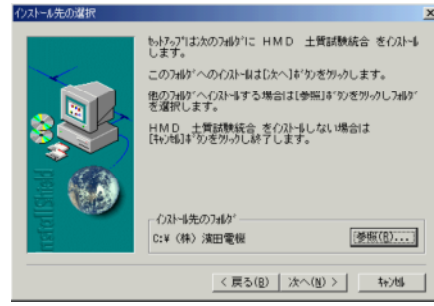 インストール先の選択
ｾｯﾄｱｯﾌﾟは次のﾌｫﾙﾀﾞに ＨＭＤ 土質試験統合 をｲﾝｽﾄｰﾙ
します。
このﾌｫﾙﾀﾞへのｲﾝｽﾄｰﾙは[次へ]ﾎﾞﾀﾝをｸﾘｯｸします。
他のﾌｫﾙﾀﾞへｲﾝｽﾄｰﾙする場合は[参照]ﾎﾞﾀﾝをｸﾘｯｸしﾌｫﾙﾀﾞ
を選択します。
ＨＭＤ 土質試験統合 をｲﾝｽﾄｰﾙしない場合は
[ｷｬﾝｾﾙ]ﾎﾞﾀﾝをｸﾘｯｸし終了します。
InstallShield
ｲﾝｽﾄｰﾙ先のﾌｫﾙﾀﾞ
C:¥（株）濱田電機
参照(R)...
< 戻る(B)
次へ(N) >
ｷｬﾝｾﾙ